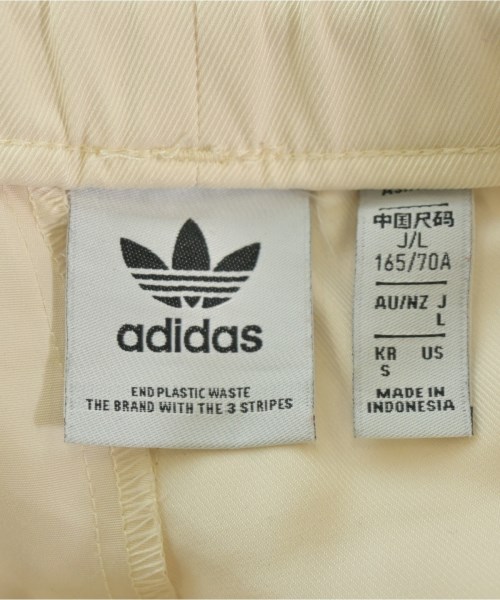 adidas
END PLASTIC WASTE
THE BRAND WITH THE 3 STRIPES
中国尺码
J/L
165/70A
AU/NZ J
L
KR US
S
MADE IN
INDONESIA